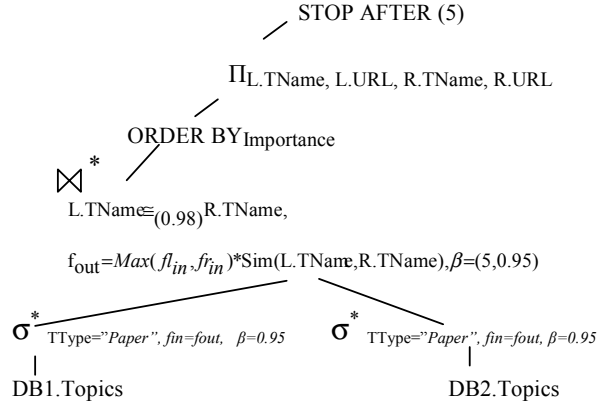 STOP AFTER (5)
Π L.TName, L.URL, R.TName, R.URL
ORDER BY Importance
⋈ *
L.TName≅(0.98)R.TName,
fout=Max(flin,frin)*Sim(L.TName,R.TName),β=(5,0.95)
σ* TType="Paper", fin=fout, β=0.95
σ* TType="Paper", fin=fout, β=0.95
DB1.Topics
DB2.Topics